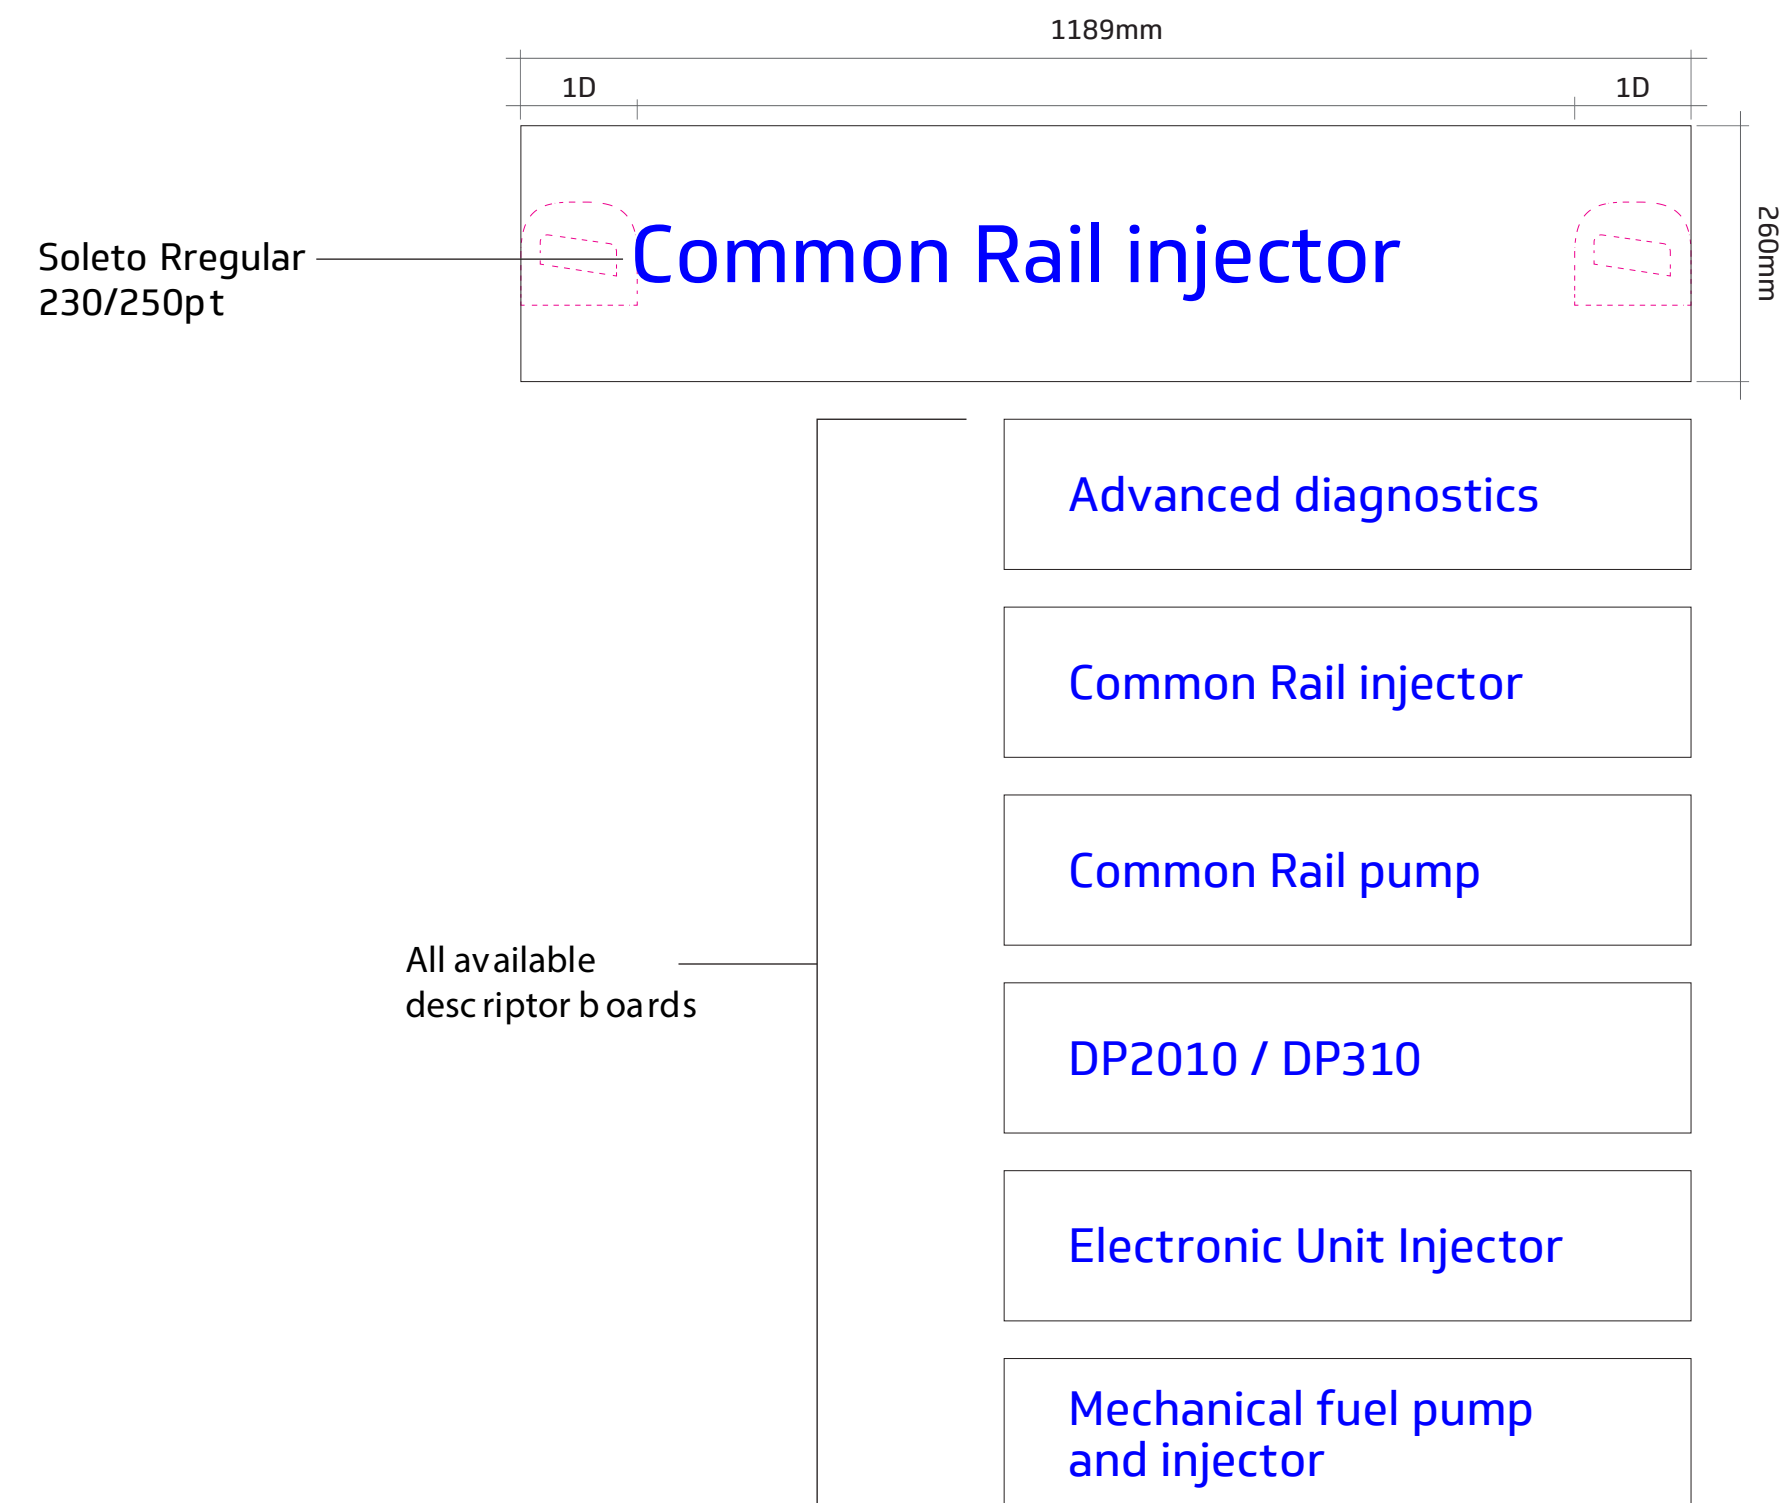 1189mm
1D
1D
Common Rail injector
260mm
Soleto Rregular
230/250pt
Advanced diagnostics
Common Rail injector
Common Rail pump
All available
descriptor boards
DP2010 / DP310
Electronic Unit Injector
Mechanical fuel pump
and injector